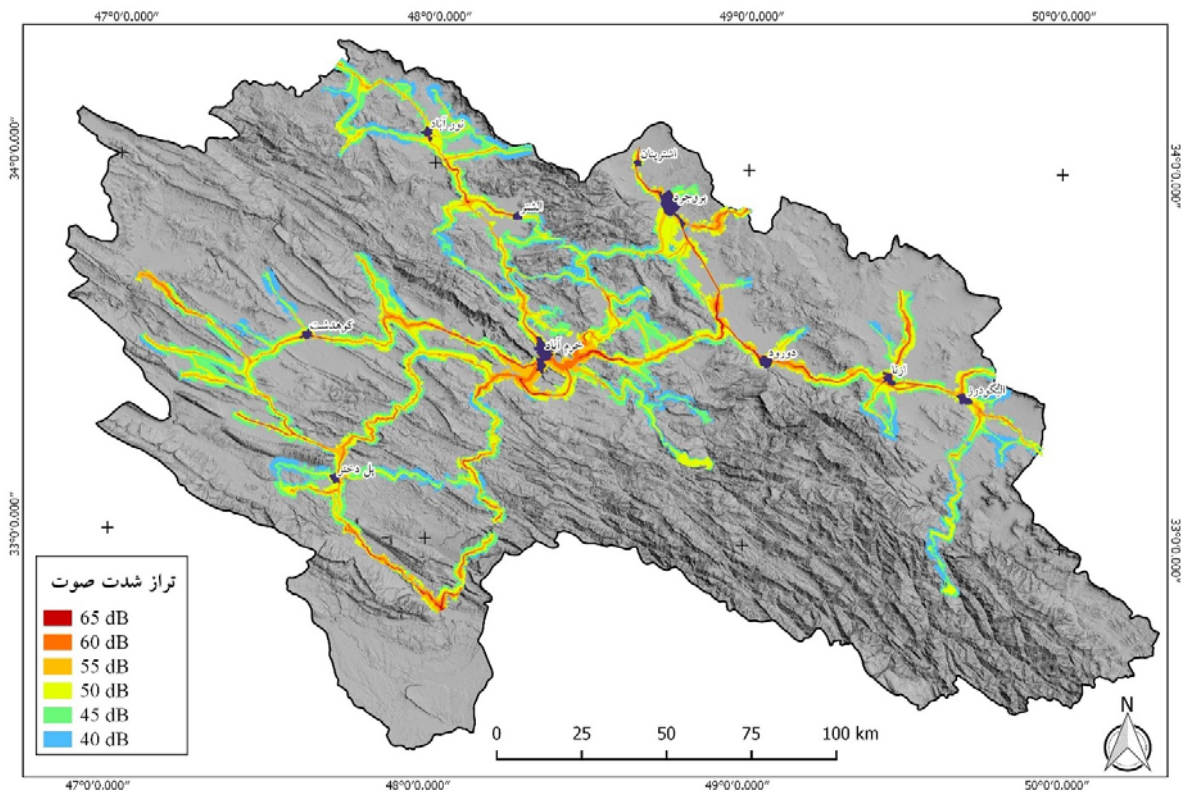 47°0'0.000"
48°0'0.000"
49°0'0.000"
50°0'0.000"
34°0'0.000"
34°0'0.000"
نور آباد
اشترینان
بروجرد
الشتر
کوهدشت
خرم آباد
دورود
ازنا
الیگودرز
پل دختر
33°0'0.000"
33°0'0.000"
تراز شدت صوت
65 dB
60 dB
55 dB
50 dB
45 dB
40 dB
0 25 50 75 100 km
N
47°0'0.000"
48°0'0.000"
49°0'0.000"
50°0'0.000"